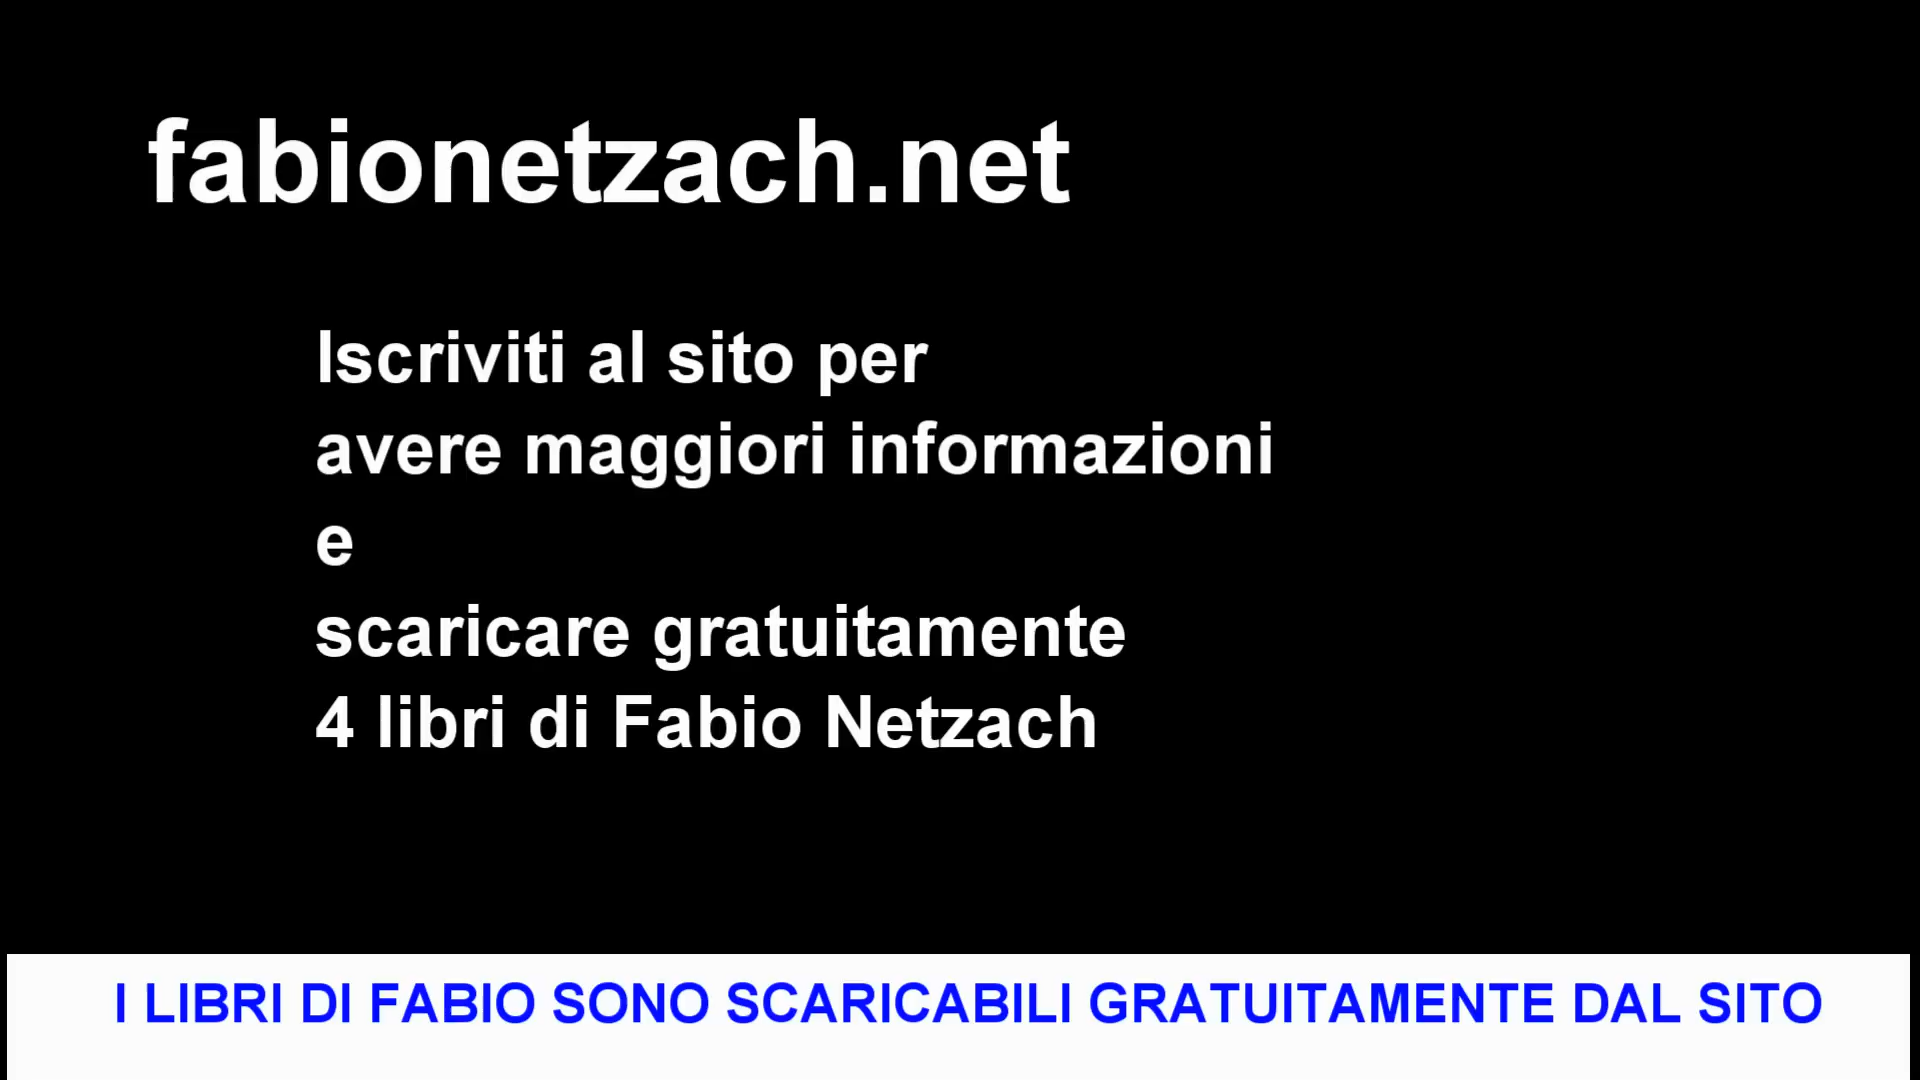 fabionetzach.net
Iscriviti al sito per
avere maggiori informazioni
e
scaricare gratuitamente
4 libri di Fabio Netzach
I LIBRI DI FABIO SONO SCARICABILI GRATUITAMENTE DAL SITO